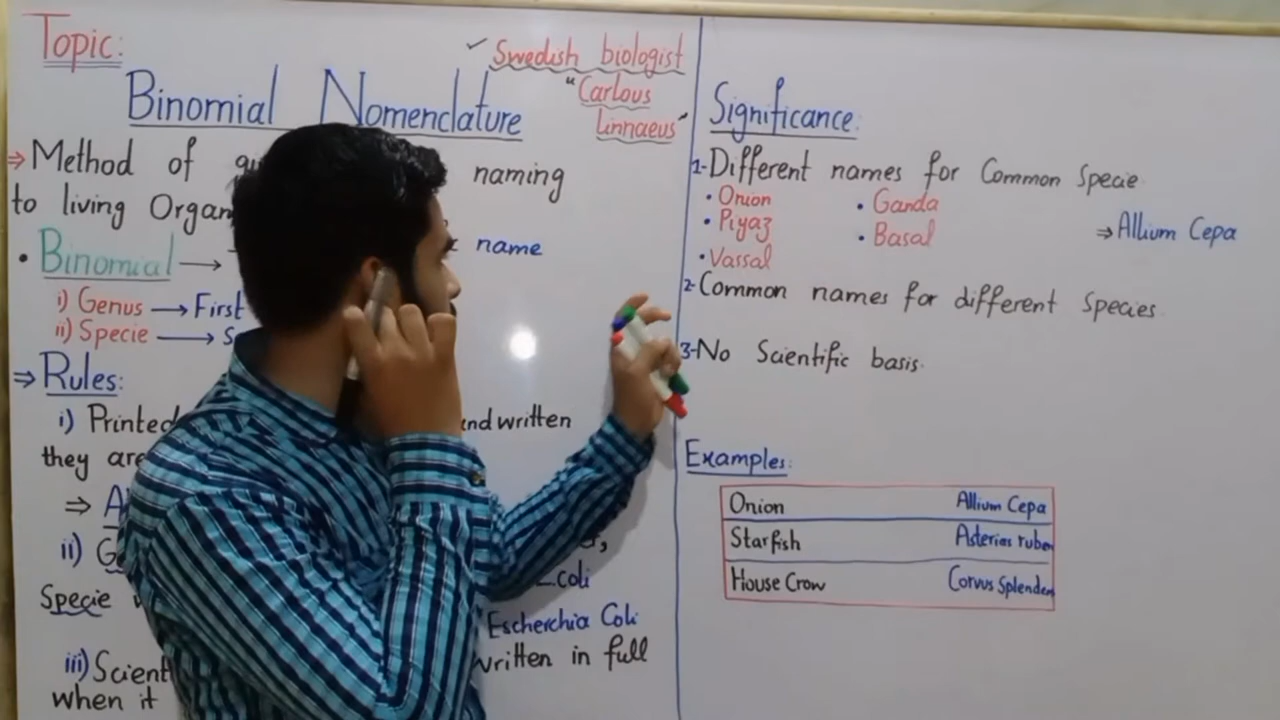 Topic:
Swedish biologist
"Carlous
Linnaeus"
Binomial Nomenclature
⇒ Method of naming
to living
• Binomial → name
i) Genus → First
ii) Specie →
⇒ Rules:
i) Printed and written
they are
⇒
ii)
E.coli
Specie
Escherchia Coli
iii) written in full
when it
Significance:
1- Different names for Common Specie
• Onion • Ganda
• Piyaz • Basal ⇒ Allium Cepa
• Vassal
2- Common names for different Species
3- No Scientific basis.
Examples:
Onion Allium Cepa
Starfish Asterias ruben
House Crow Corvus Splenden